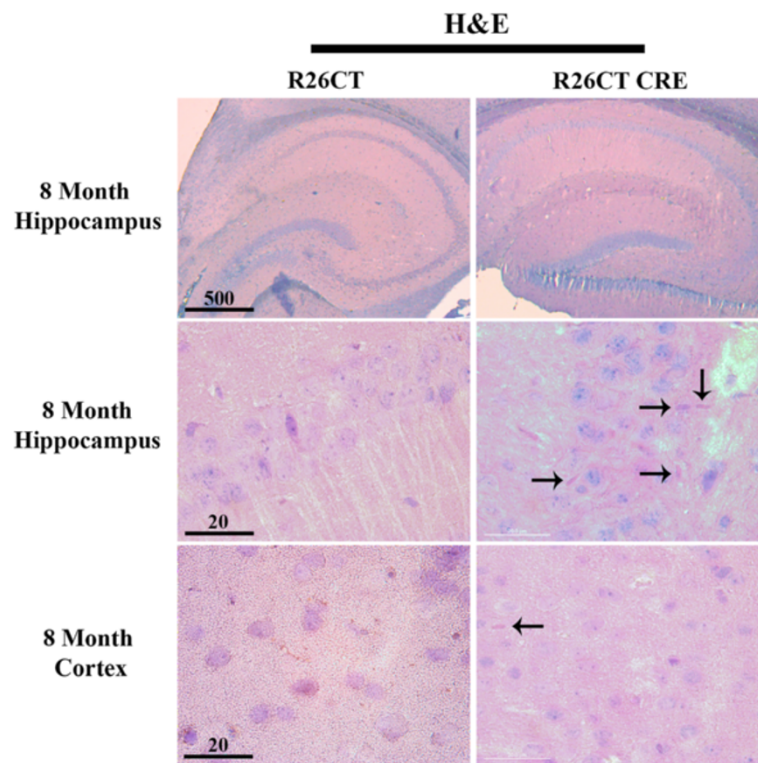 H&E
R26CT
R26CT CRE
8 Month
Hippocampus
500
8 Month
Hippocampus
20
8 Month
Cortex
20